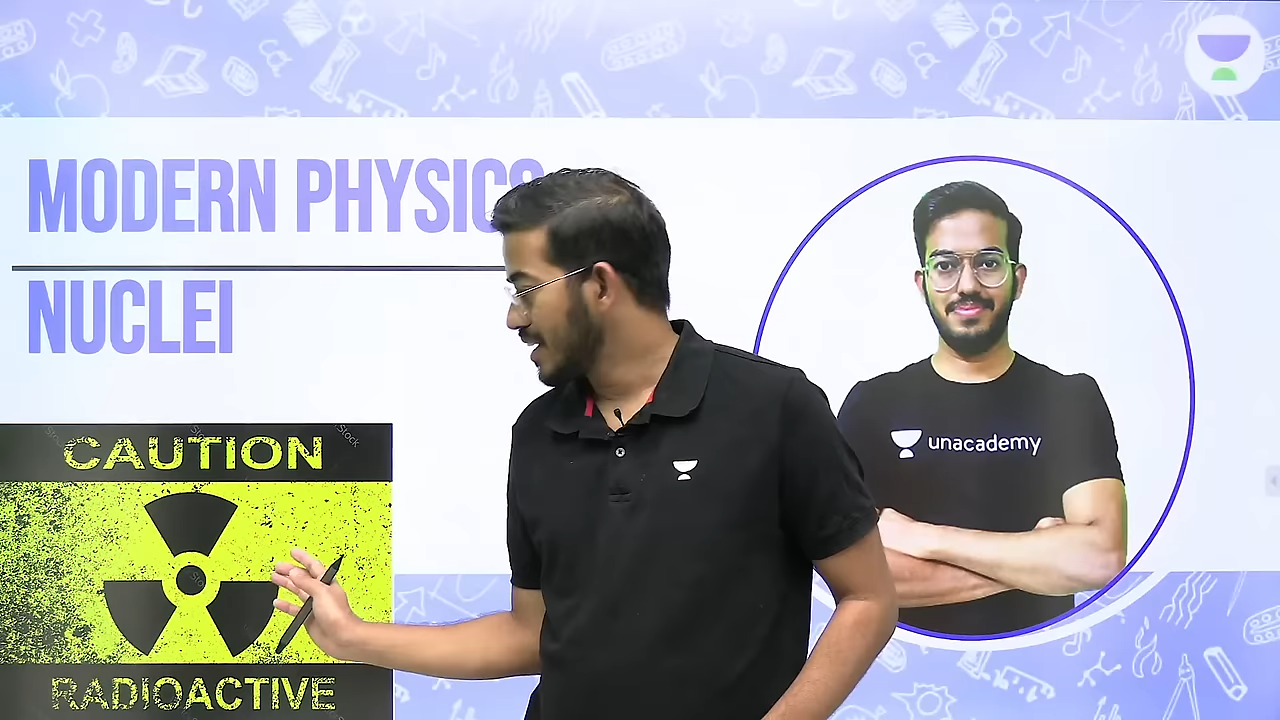 MODERN PHYSICS
NUCLEI
CAUTION
RADIOACTIVE
unacademy